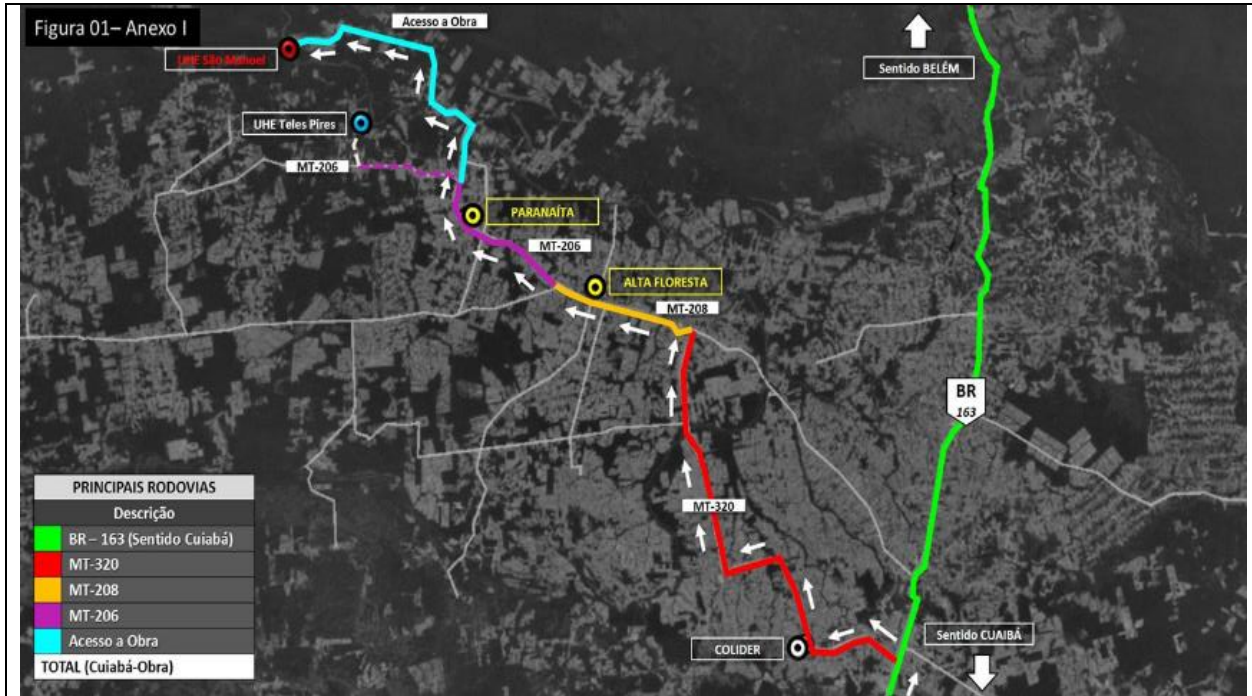 Figura 01– Anexo I
Acesso a Obra
UHE São Manoel
Sentido BELÉM
UHE Teles Pires
MT-206
PARANAÍTA
MT-206
ALTA FLORESTA
MT-208
BR
163
MT-320
PRINCIPAIS RODOVIAS
Descrição
BR – 163 (Sentido Cuiabá)
MT-320
MT-208
MT-206
Acesso a Obra
TOTAL (Cuiabá-Obra)
COLIDER
Sentido CUAIBÁ